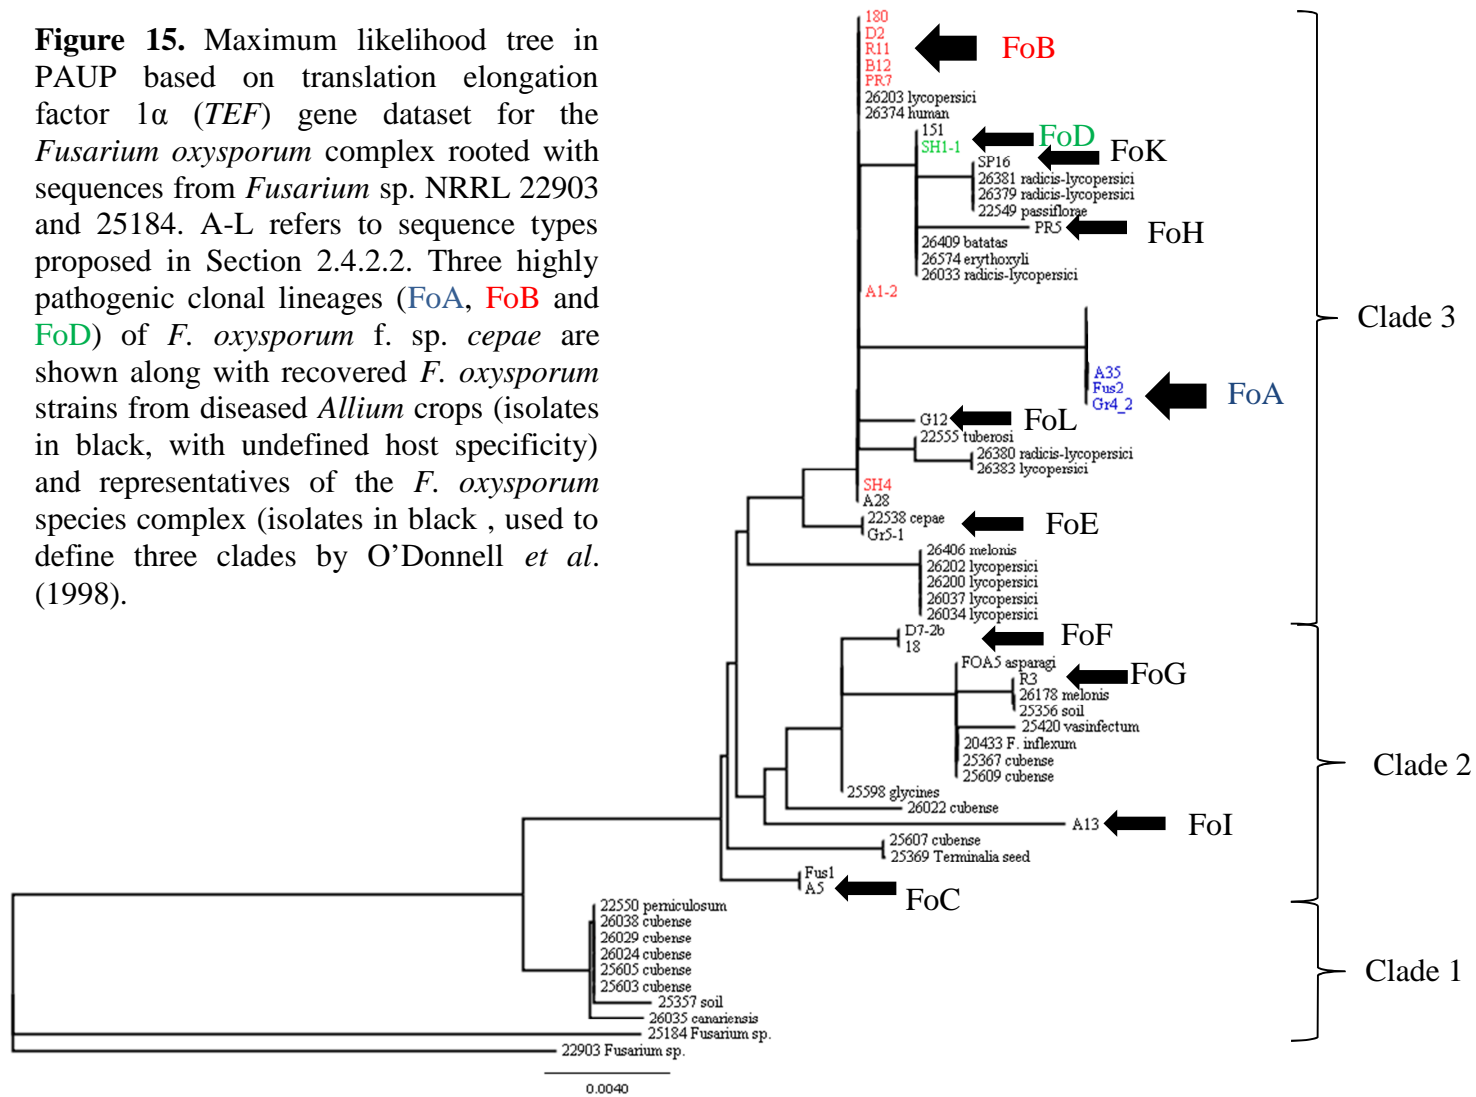 Figure 15. Maximum likelihood tree in
PAUP based on translation elongation
factor 1α (TEF) gene dataset for the
Fusarium oxysporum complex rooted with
sequences from Fusarium sp. NRRL 22903
and 25184. A-L refers to sequence types
proposed in Section 2.4.2.2. Three highly
pathogenic clonal lineages (FoA, FoB and
FoD) of F. oxysporum f. sp. cepae are
shown along with recovered F. oxysporum
strains from diseased Allium crops (isolates
in black, with undefined host specificity)
and representatives of the F. oxysporum
species complex (isolates in black , used to
define three clades by O’Donnell et al.
(1998).
180
D2
R11
FoB
B12
PR7
26203 lycopersici
26374 human
151
FoD
SH1-1
FoK
SP16
26381 radicis-lycopersici
26379 radicis-lycopersici
22549 passiflorae
PR5
FoH
26409 batatas
26574 erythoxyli
26033 radicis-lycopersici
A1-2
Clade 3
A35
Fus2
FoA
Gr4_2
G12
FoL
22555 tuberosi
26380 radicis-lycopersici
26383 lycopersici
SH4
A28
22538 cepae
FoE
Gr5-1
26406 melonis
26202 lycopersici
26200 lycopersici
26037 lycopersici
26034 lycopersici
D7-2b
FoF
18
FOA5 asparagi
R3
FoG
26178 melonis
25356 soil
25420 vasinfectum
20433 F. inflexum
25367 cubense
Clade 2
25609 cubense
25598 glycines
26022 cubense
A13
FoI
25607 cubense
25369 Terminalia seed
Fus1
A5
FoC
22550 perniculosum
26038 cubense
26029 cubense
26024 cubense
25605 cubense
Clade 1
25603 cubense
25357 soil
26035 canariensis
25184 Fusarium sp.
22903 Fusarium sp.
0.0040